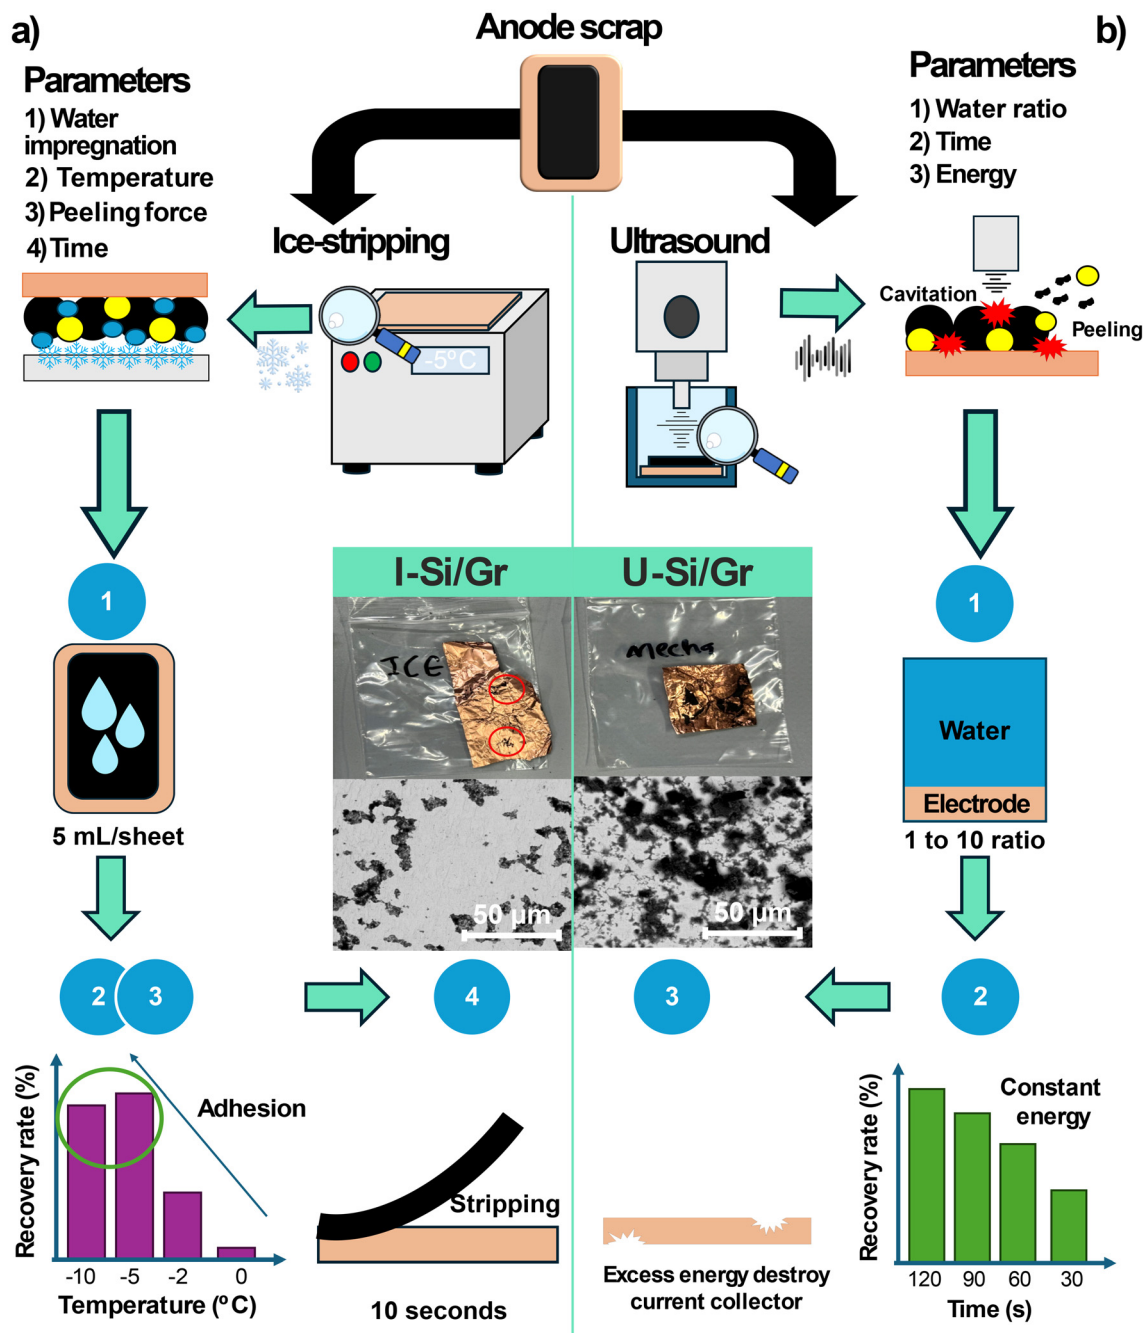 a)
Anode scrap
b)
Parameters
1) Water
impregnation
2) Temperature
3) Peeling force
4) Time
Parameters
1) Water ratio
2) Time
3) Energy
Ice-stripping
Ultrasound
-5ºC
Cavitation
Peeling
1
5 mL/sheet
I-Si/Gr
U-Si/Gr
ICE
Mecha
50 µm
50 µm
1
Water
Electrode
1 to 10 ratio
2
3
4
3
2
Recovery rate (%)
Adhesion
-10
-5
-2
0
Temperature (ºC)
Stripping
10 seconds
Excess energy destroy
current collector
Recovery rate (%)
Constant
energy
120
90
60
30
Time (s)